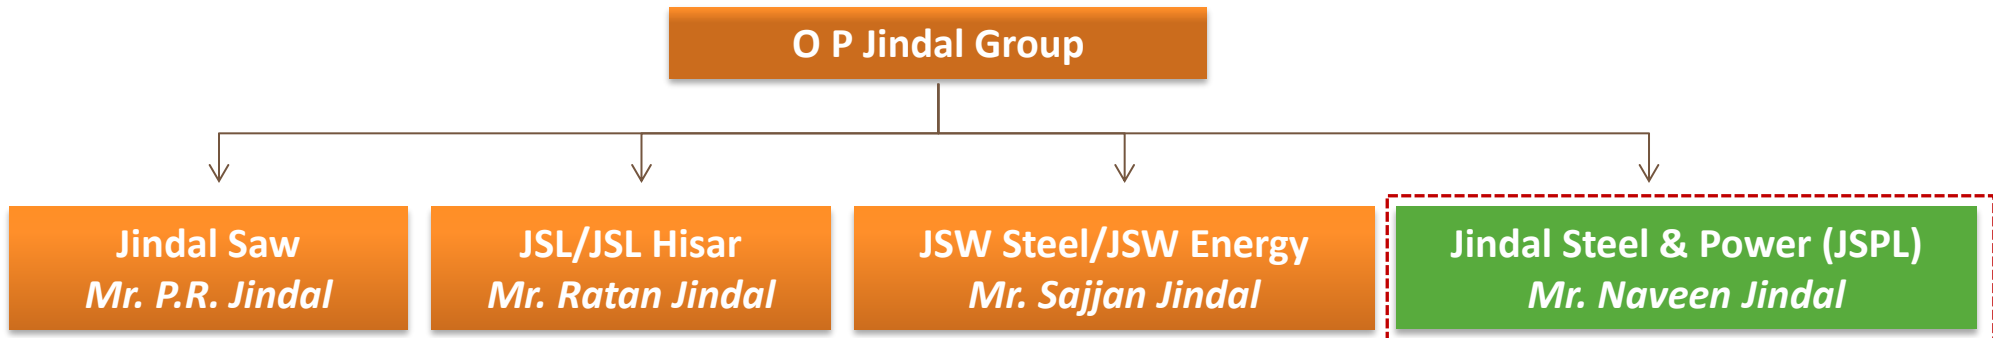 O P Jindal Group
Jindal Saw
Mr. P.R. Jindal
JSL/JSL Hisar
Mr. Ratan Jindal
JSW Steel/JSW Energy
Mr. Sajjan Jindal
Jindal Steel & Power (JSPL)
Mr. Naveen Jindal